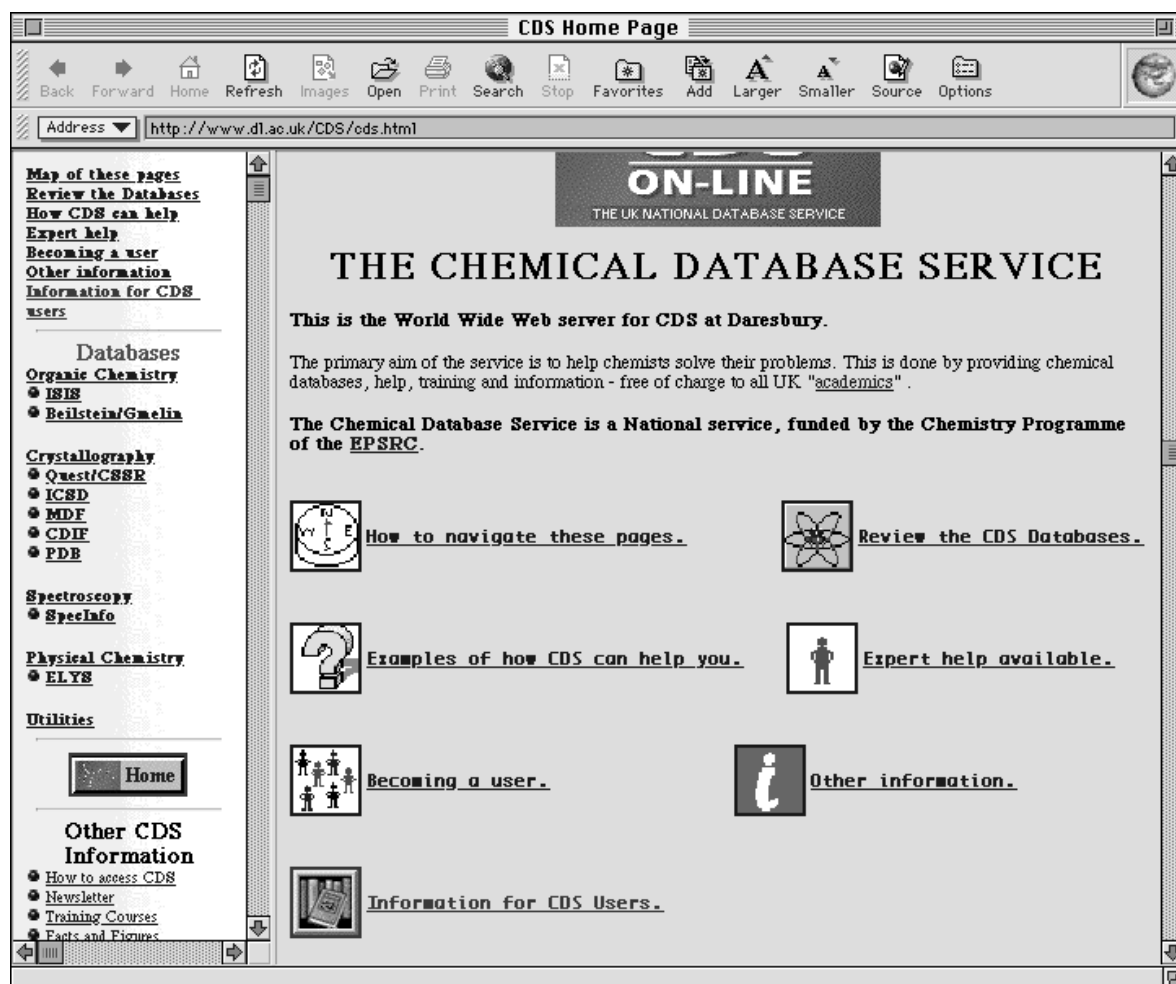 CDS Home Page
Back Forward Home Refresh Images Open Print Search Stop Favorites Add Larger Smaller Source Options
Address http://www.dl.ac.uk/CDS/cds.html
Map of these pages
Review the Databases
How CDS can help
Expert help
Becoming a user
Other information
Information for CDS
users
Databases
Organic Chemistry
ISIS
Beilstein/Gmelin
Crystallography
Quest/CSSR
ICSD
MDF
CDIF
PDB
Spectroscopy
SpecInfo
Physical Chemistry
ELYS
Utilities
Home
Other CDS
Information
How to access CDS
Newsletter
Training Courses
Facts and Figures
ON-LINE
THE UK NATIONAL DATABASE SERVICE
THE CHEMICAL DATABASE SERVICE
This is the World Wide Web server for CDS at Daresbury.
The primary aim of the service is to help chemists solve their problems. This is done by providing chemical
databases, help, training and information - free of charge to all UK "academics" .
The Chemical Database Service is a National service, funded by the Chemistry Programme
of the EPSRC.
N
E
S
How to navigate these pages.
Review the CDS Databases.
Examples of how CDS can help you.
Expert help available.
Becoming a user.
i
Other information.
Information for CDS Users.